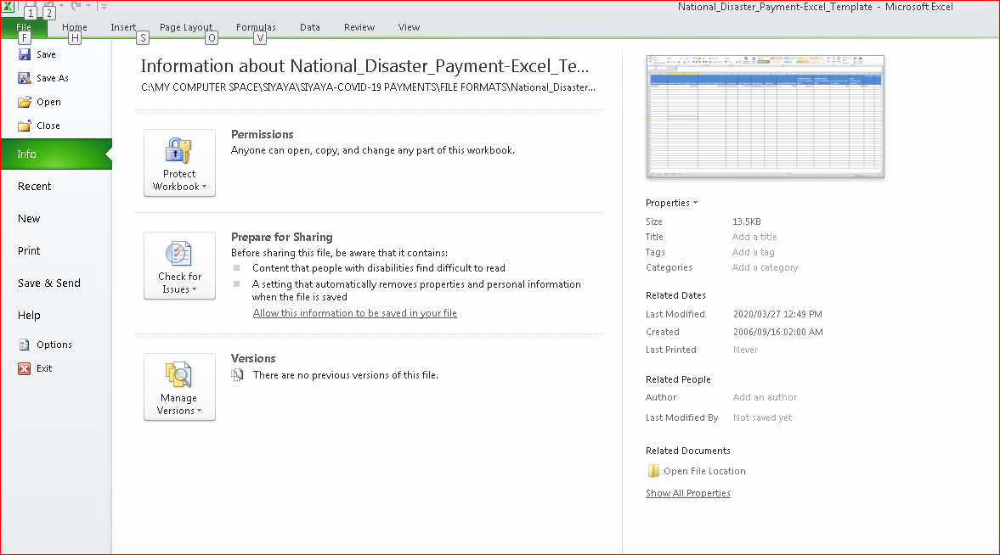 National_Disaster_Payment-Excel_Template - Microsoft Excel
1 2
File Home Insert Page Layout Formulas Data Review View
F H S O V
Save
Save As
Open
Close
Info
Recent
New
Print
Save & Send
Help
Options
Exit
Information about National_Disaster_Payment-Excel_Te...
C:\MY COMPUTER SPACE\SIYAYA\SIYAYA-COVID-19 PAYMENTS\FILE FORMATS\National_Disaster...
Protect
Workbook
Permissions
Anyone can open, copy, and change any part of this workbook.
Check for
Issues
Prepare for Sharing
Before sharing this file, be aware that it contains:
Content that people with disabilities find difficult to read
A setting that automatically removes properties and personal information
when the file is saved
Allow this information to be saved in your file
Manage
Versions
Versions
There are no previous versions of this file.
Properties
Size 13.5KB
Title Add a title
Tags Add a tag
Categories Add a category
Related Dates
Last Modified 2020/03/27 12:49 PM
Created 2006/09/16 02:00 AM
Last Printed Never
Related People
Author Add an author
Last Modified By Not saved yet
Related Documents
Open File Location
Show All Properties